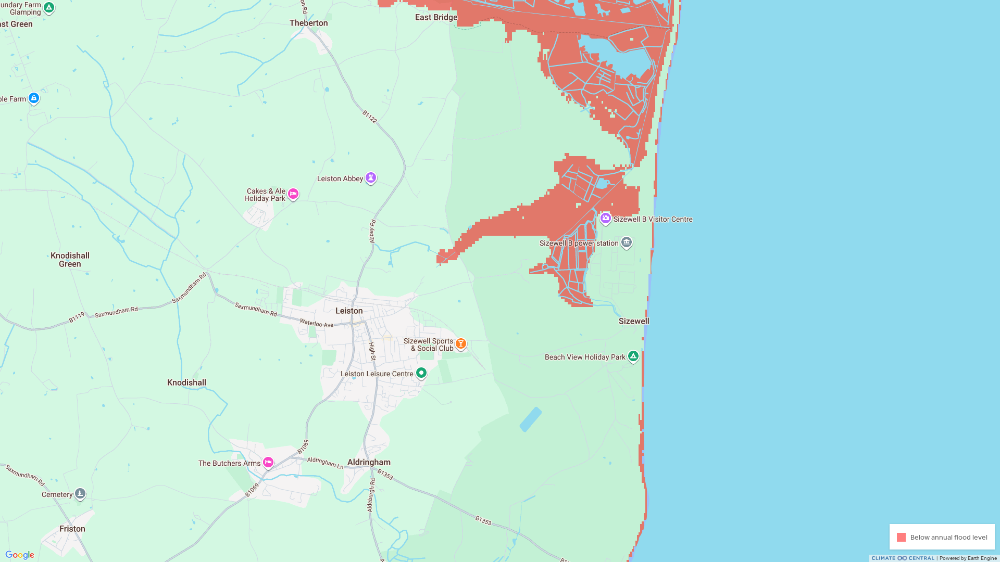 undary Farm
Glamping
ast Green
on Rd
Theberton
East Bridge
ple Farm
B1122
Leiston Abbey
Cakes & Ale
Holiday Park
Abbey Rd
Sizewell B Visitor Centre
Sizewell B power station
Knodishall
Green
Saxmundham Rd
B1119
Saxmundham Rd
Saxmundham Rd
Leiston
Waterloo Ave
Sizewell
High St
Sizewell Sports
& Social Club
Beach View Holiday Park
Leiston Leisure Centre
Knodishall
B1069
The Butchers Arms
Aldringham Ln
Aldringham
B1353
Saxmundham Rd
Cemetery
B1069
Aldeburgh Rd
B1353
Friston
Below annual flood level
Google
CLIMATE CENTRAL | Powered by Earth Engine